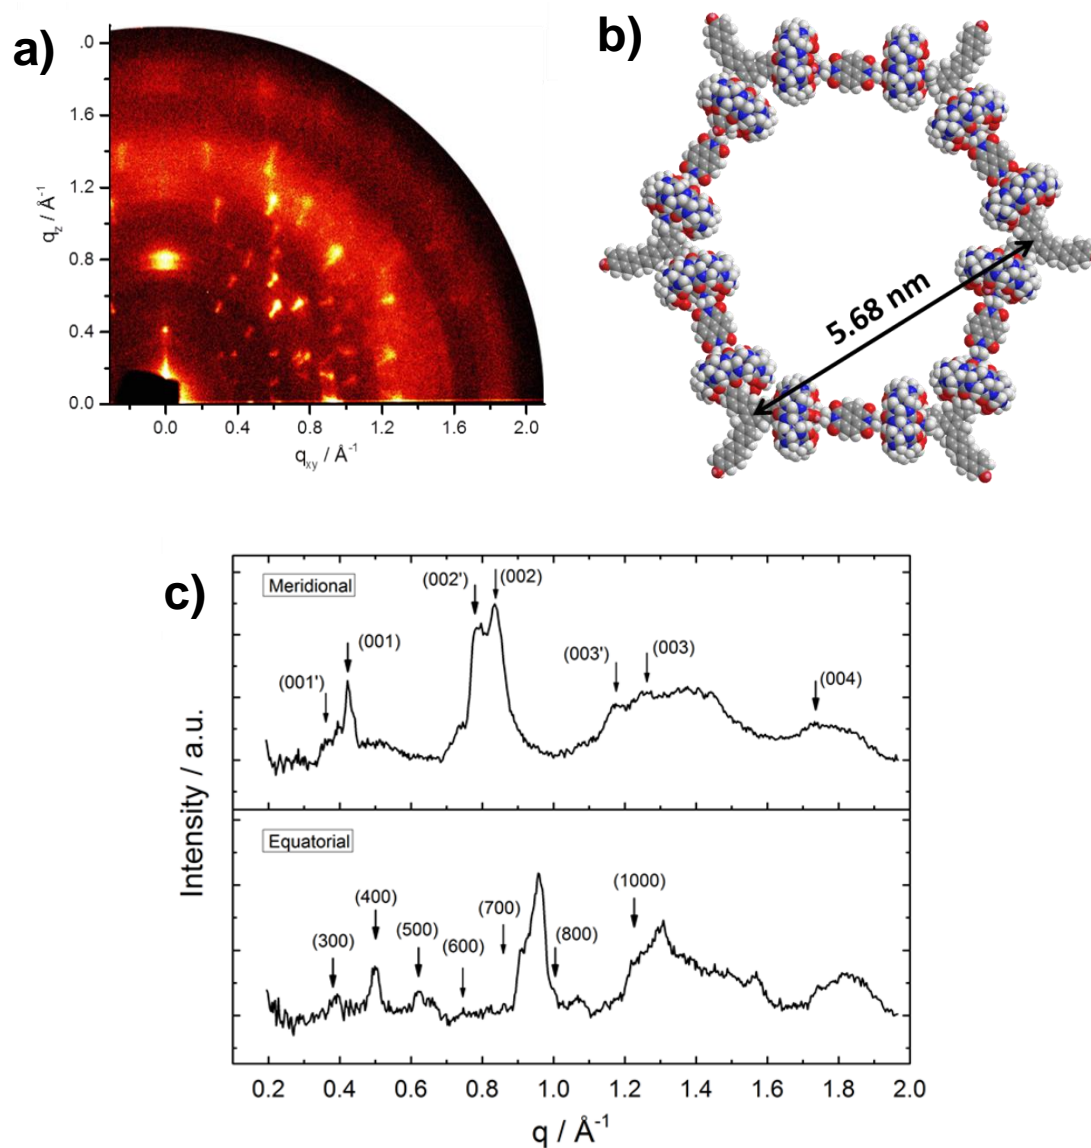 a)
.0
1.6
1.2
0.8
0.4
0.0
q_z / Å⁻¹
0.0 0.4 0.8 1.2 1.6 2.0
q_xy / Å⁻¹
b)
5.68 nm
c)
Meridional
(001')
(001)
(002')
(002)
(003')
(003)
(004)
Equatorial
(300)
(400)
(500)
(600)
(700)
(800)
(1000)
Intensity / a.u.
0.2 0.4 0.6 0.8 1.0 1.2 1.4 1.6 1.8 2.0
q / Å⁻¹